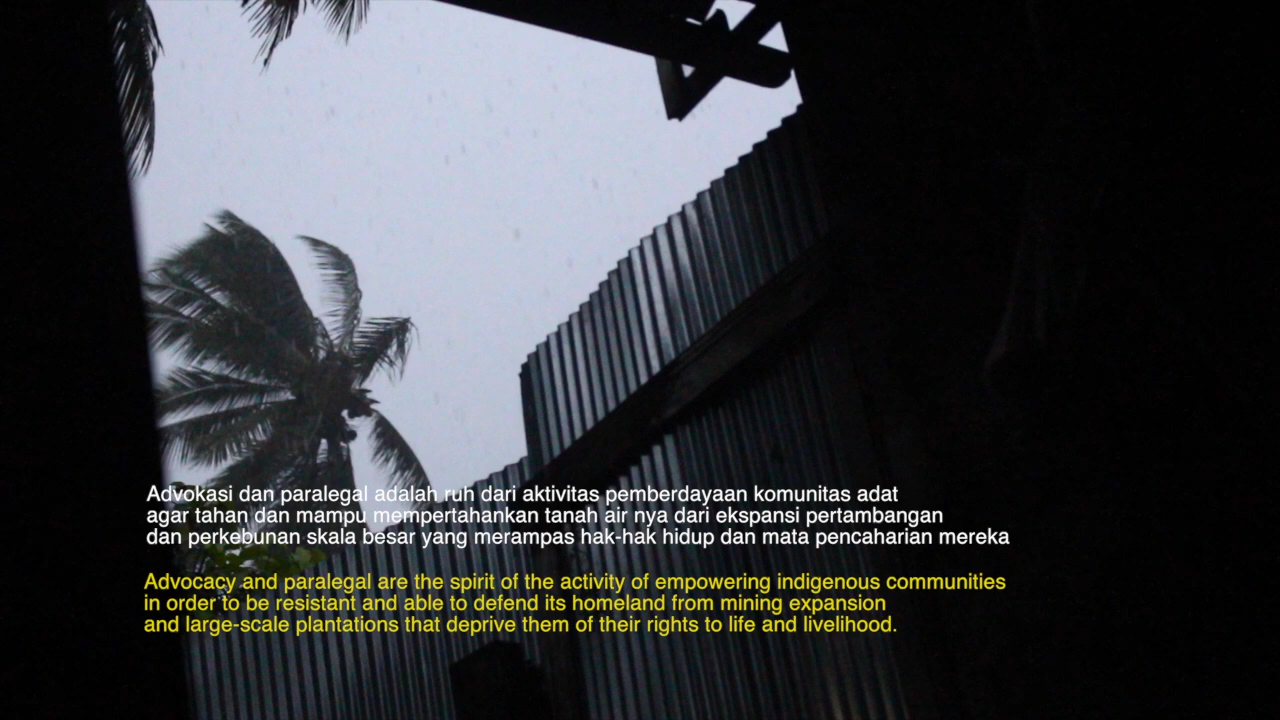 Advokasi dan paralegal adalah ruh dari aktivitas pemberdayaan komunitas adat
agar tahan dan mampu mempertahankan tanah air nya dari ekspansi pertambangan
dan perkebunan skala besar yang merampas hak-hak hidup dan mata pencaharian mereka
Advocacy and paralegal are the spirit of the activity of empowering indigenous communities
in order to be resistant and able to defend its homeland from mining expansion
and large-scale plantations that deprive them of their rights to life and livelihood.